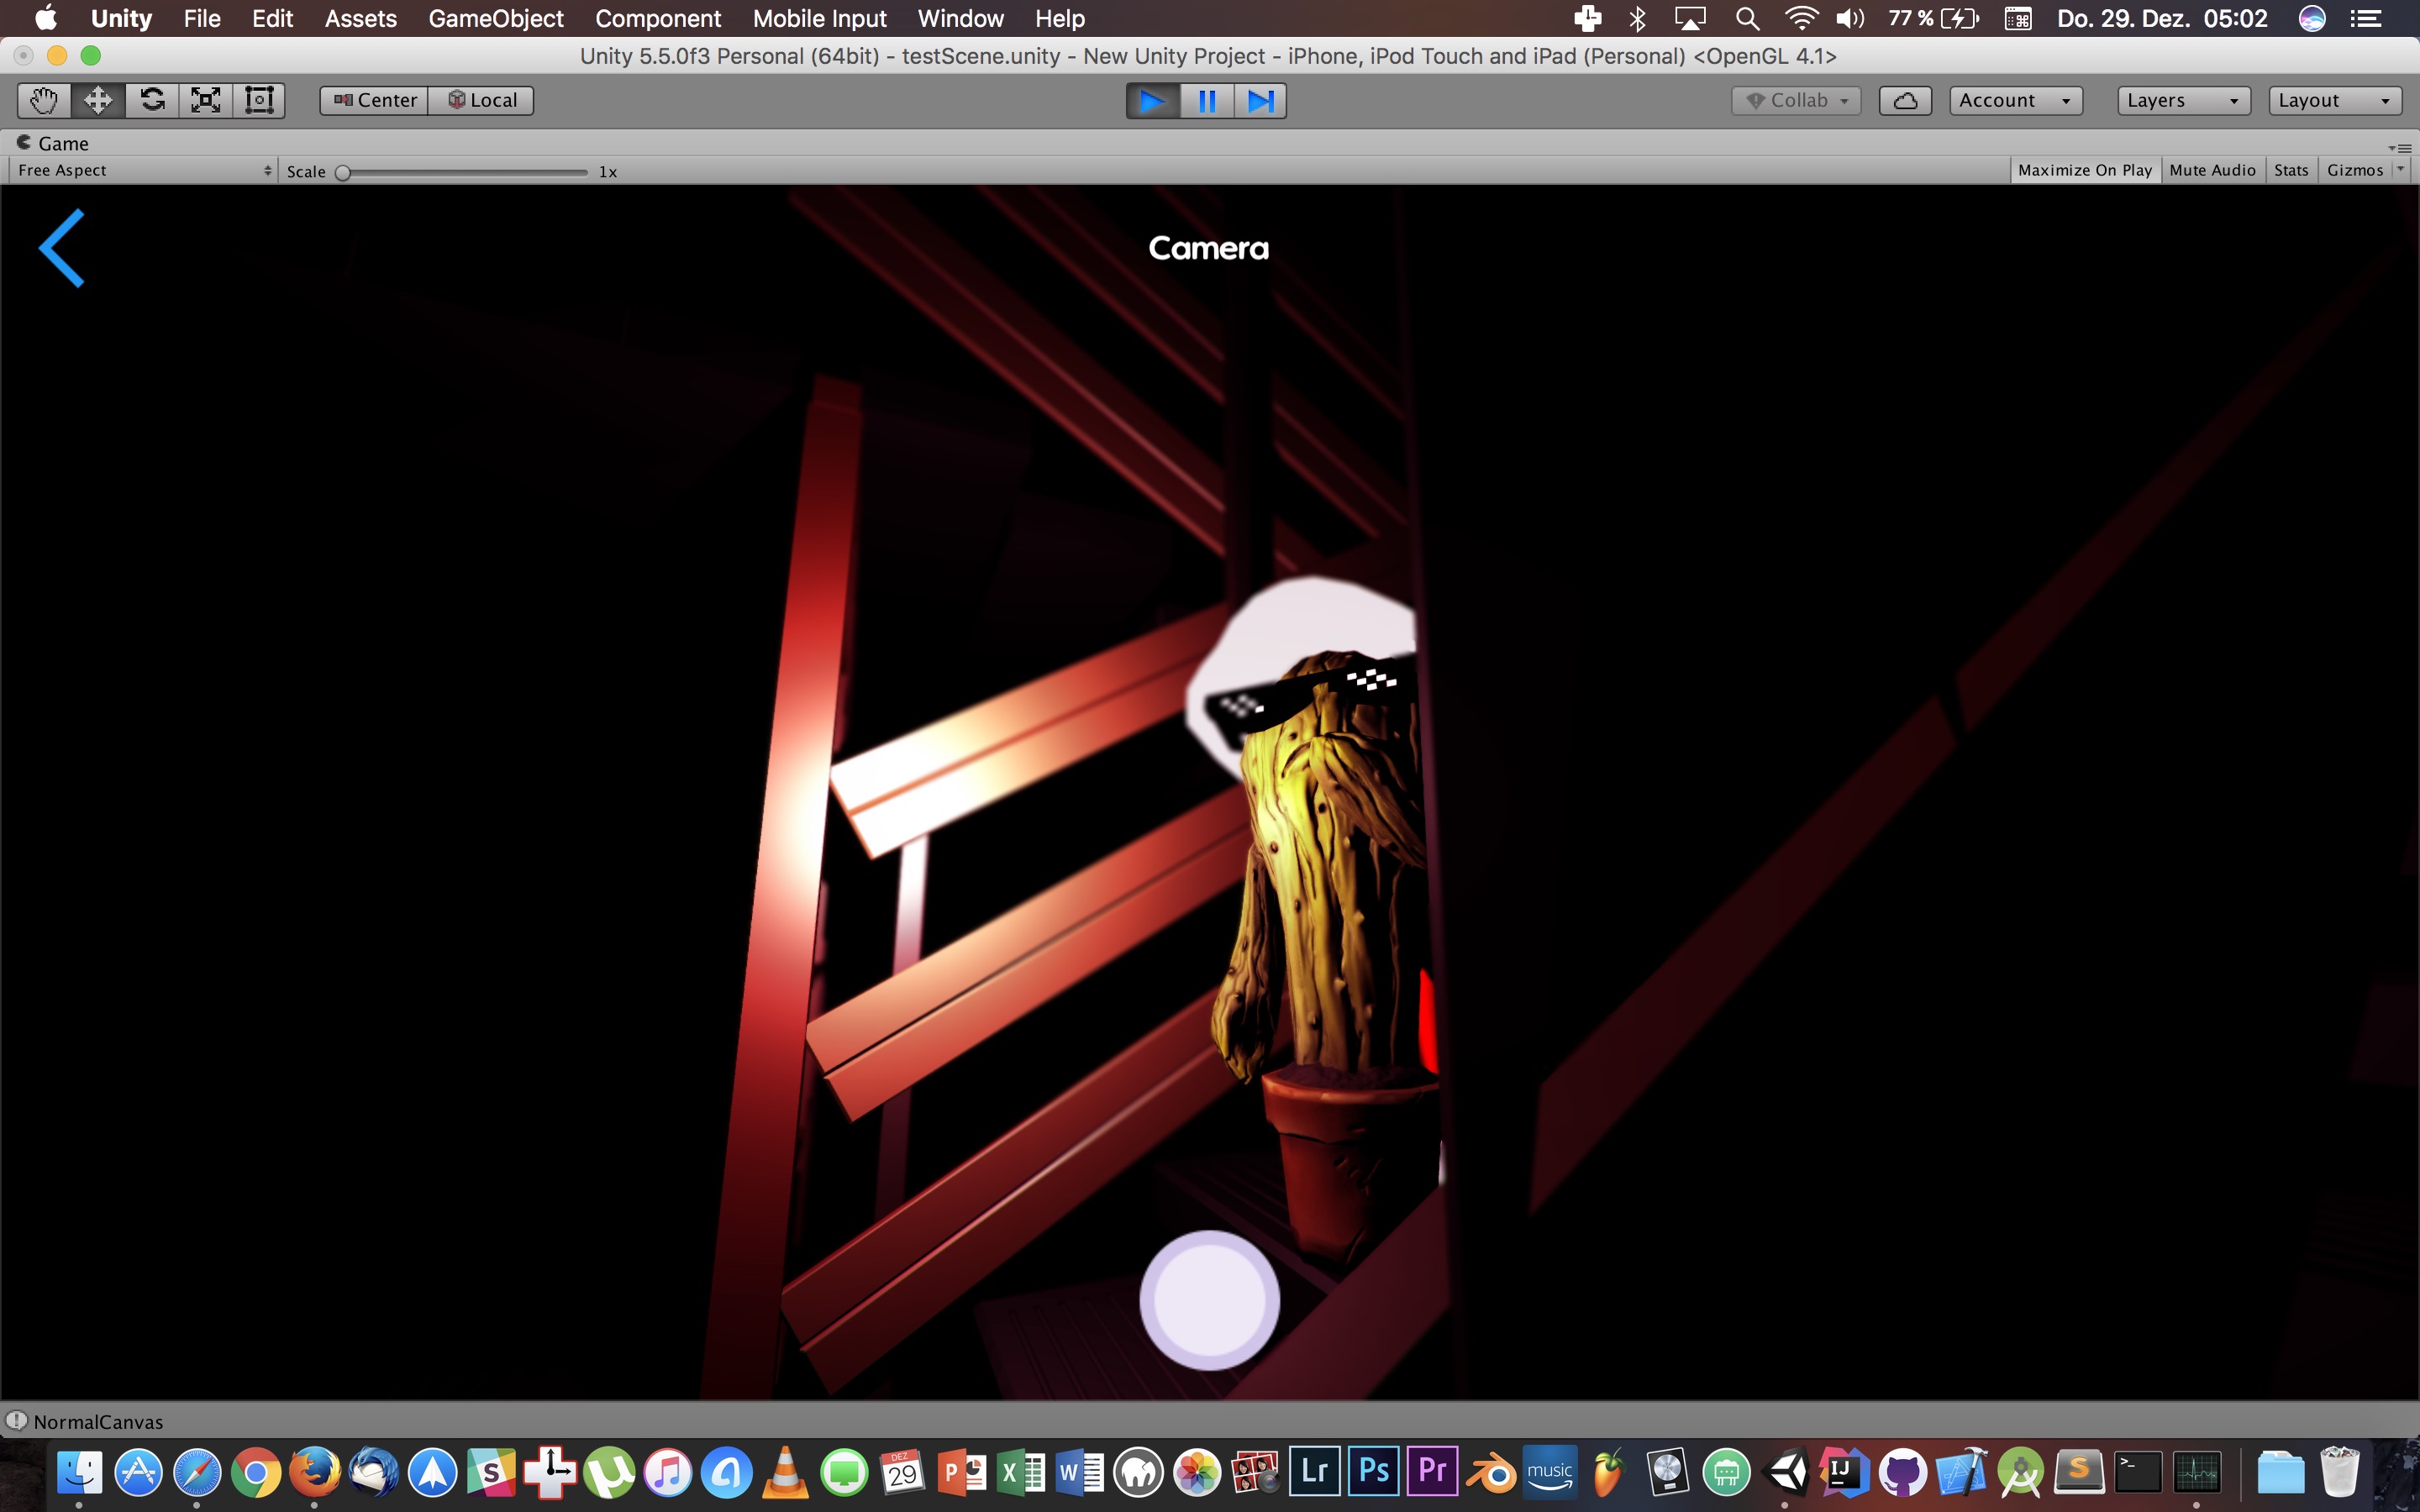 Unity File Edit Assets GameObject Component Mobile Input Window Help 77 % Do. 29. Dez. 05:02
Unity 5.5.0f3 Personal (64bit) - testScene.unity - New Unity Project - iPhone, iPod Touch and iPad (Personal) <OpenGL 4.1>
Center Local Collab Account Layers Layout
Game
Free Aspect Scale 1x Maximize On Play Mute Audio Stats Gizmos
Camera
NormalCanvas
S DEZ 29 P X W Lr Ps Pr music IJ S >_